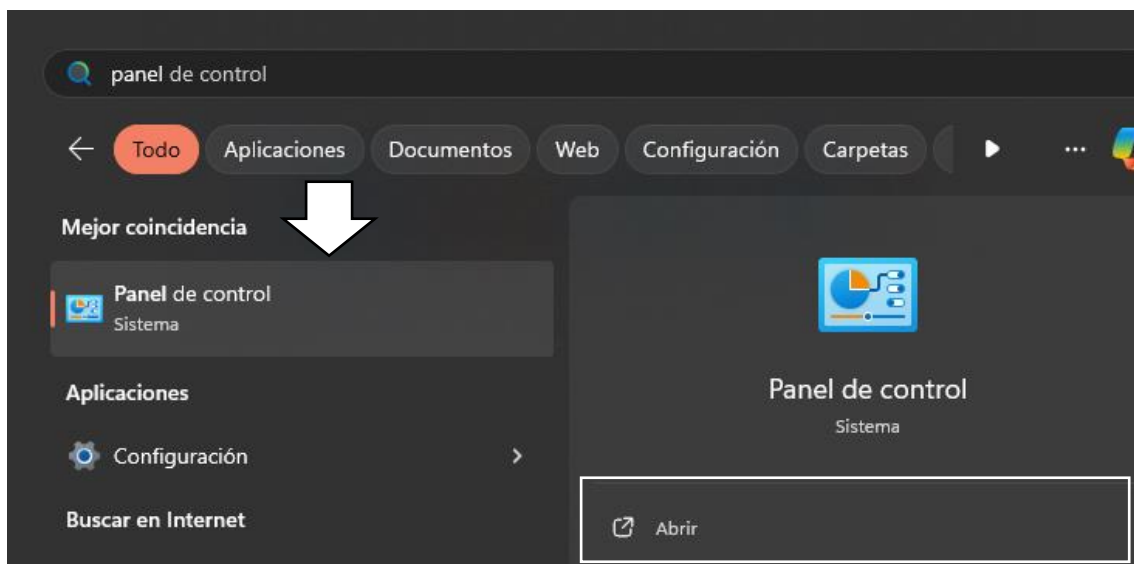 panel de control
Todo Aplicaciones Documentos Web Configuración Carpetas
Mejor coincidencia
Panel de control
Sistema
Aplicaciones
Configuración
Buscar en Internet
Panel de control
Sistema
Abrir